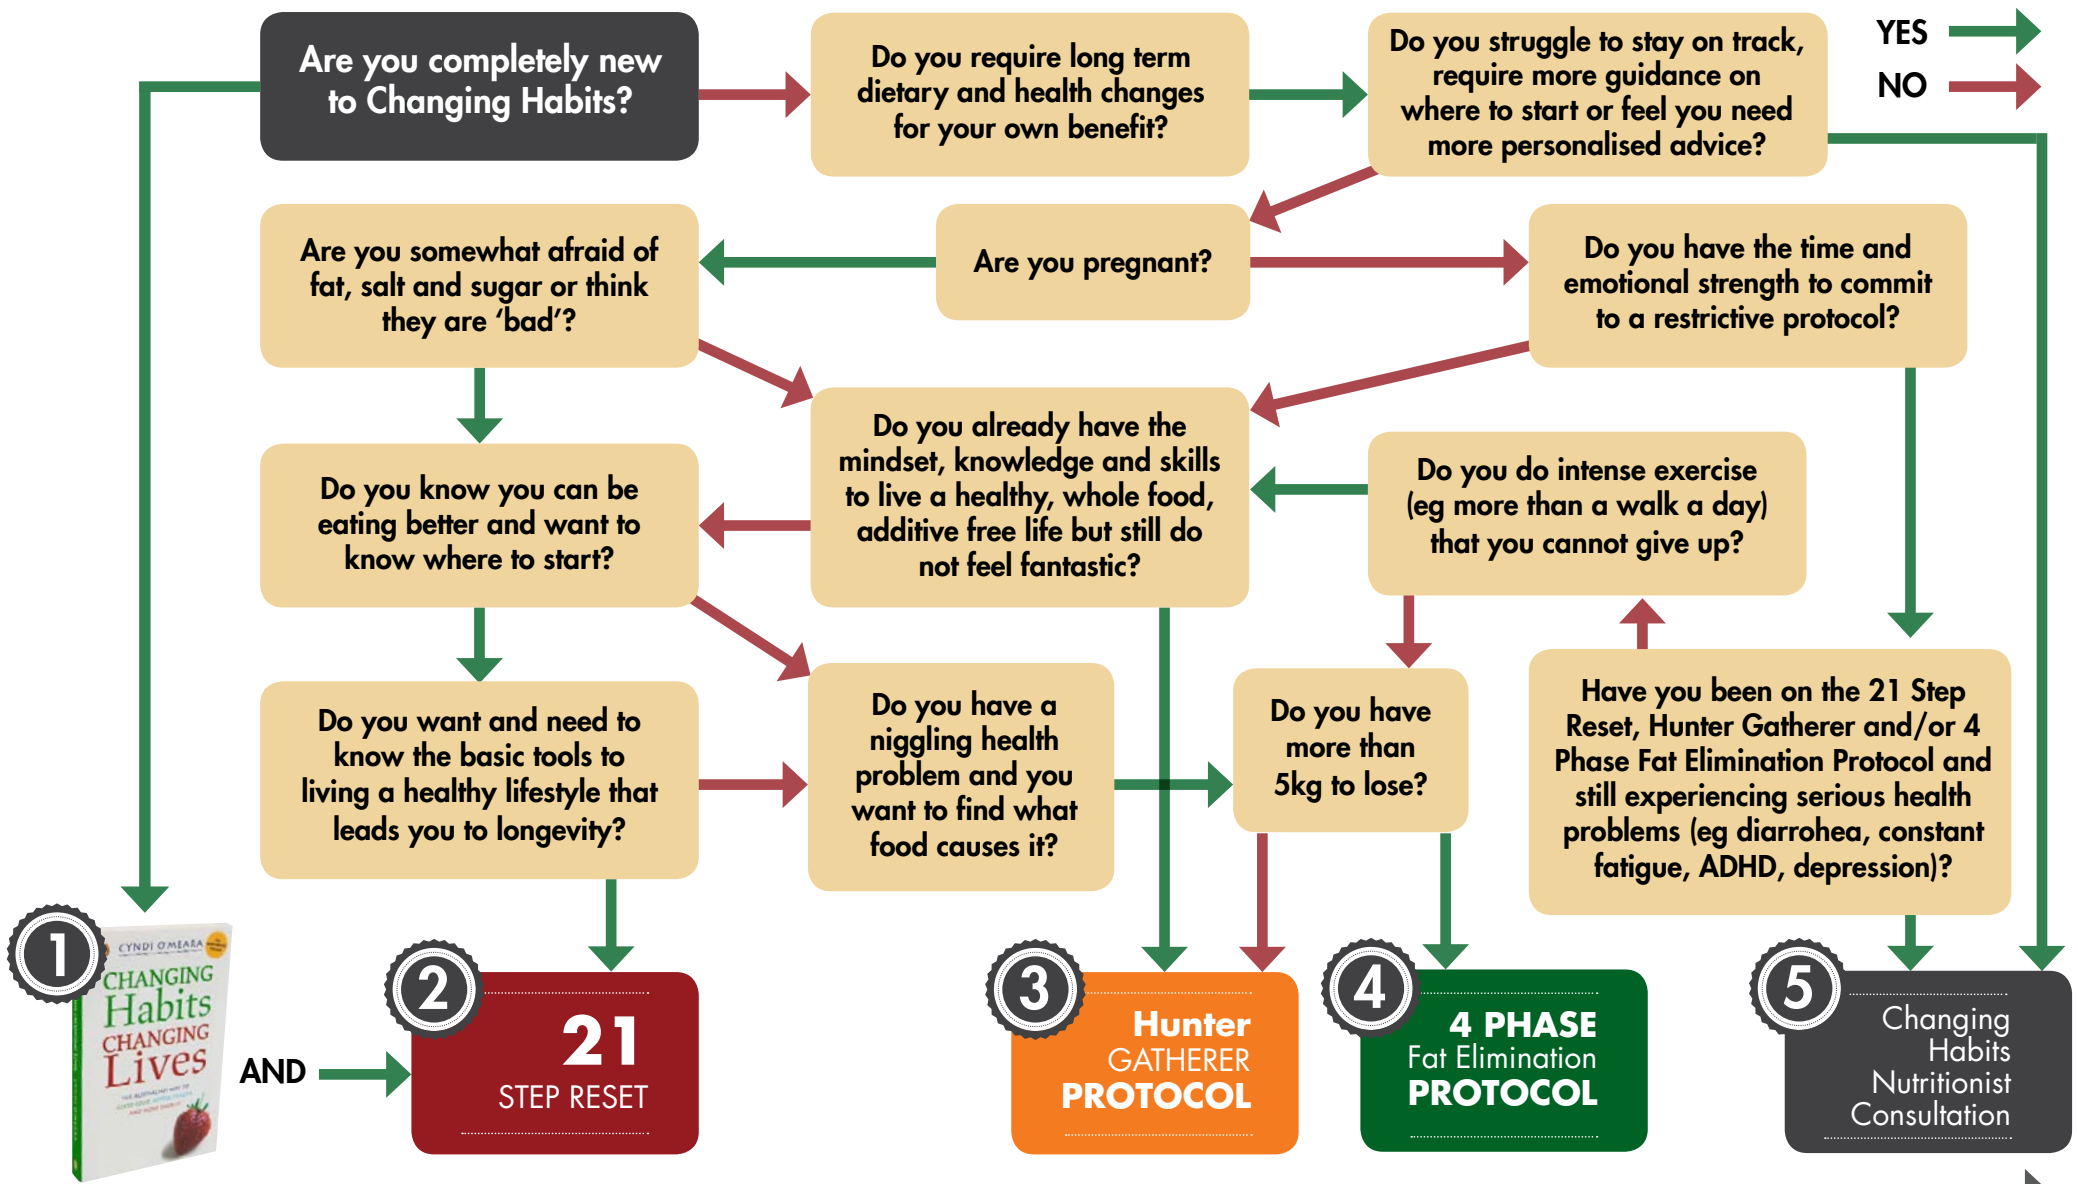 Are you completely new
to Changing Habits?
Do you require long term
dietary and health changes
for your own benefit?
Do you struggle to stay on track,
require more guidance on
where to start or feel you need
more personalised advice?
YES
NO
Are you somewhat afraid of
fat, salt and sugar or think
they are ‘bad’?
Are you pregnant?
Do you have the time and
emotional strength to commit
to a restrictive protocol?
Do you know you can be
eating better and want to
know where to start?
Do you already have the
mindset, knowledge and skills
to live a healthy, whole food,
additive free life but still do
not feel fantastic?
Do you do intense exercise
(eg more than a walk a day)
that you cannot give up?
Do you want and need to
know the basic tools to
living a healthy lifestyle that
leads you to longevity?
Do you have a
niggling health
problem and you
want to find what
food causes it?
Do you have
more than
5kg to lose?
Have you been on the 21 Step
Reset, Hunter Gatherer and/or 4
Phase Fat Elimination Protocol and
still experiencing serious health
problems (eg diarrohea, constant
fatigue, ADHD, depression)?
1
CYNDI O'MEARA
CHANGING
Habits
CHANGING
Lives
AND
2
21
STEP RESET
3
Hunter
GATHERER
PROTOCOL
4
4 PHASE
Fat Elimination
PROTOCOL
5
Changing
Habits
Nutritionist
Consultation